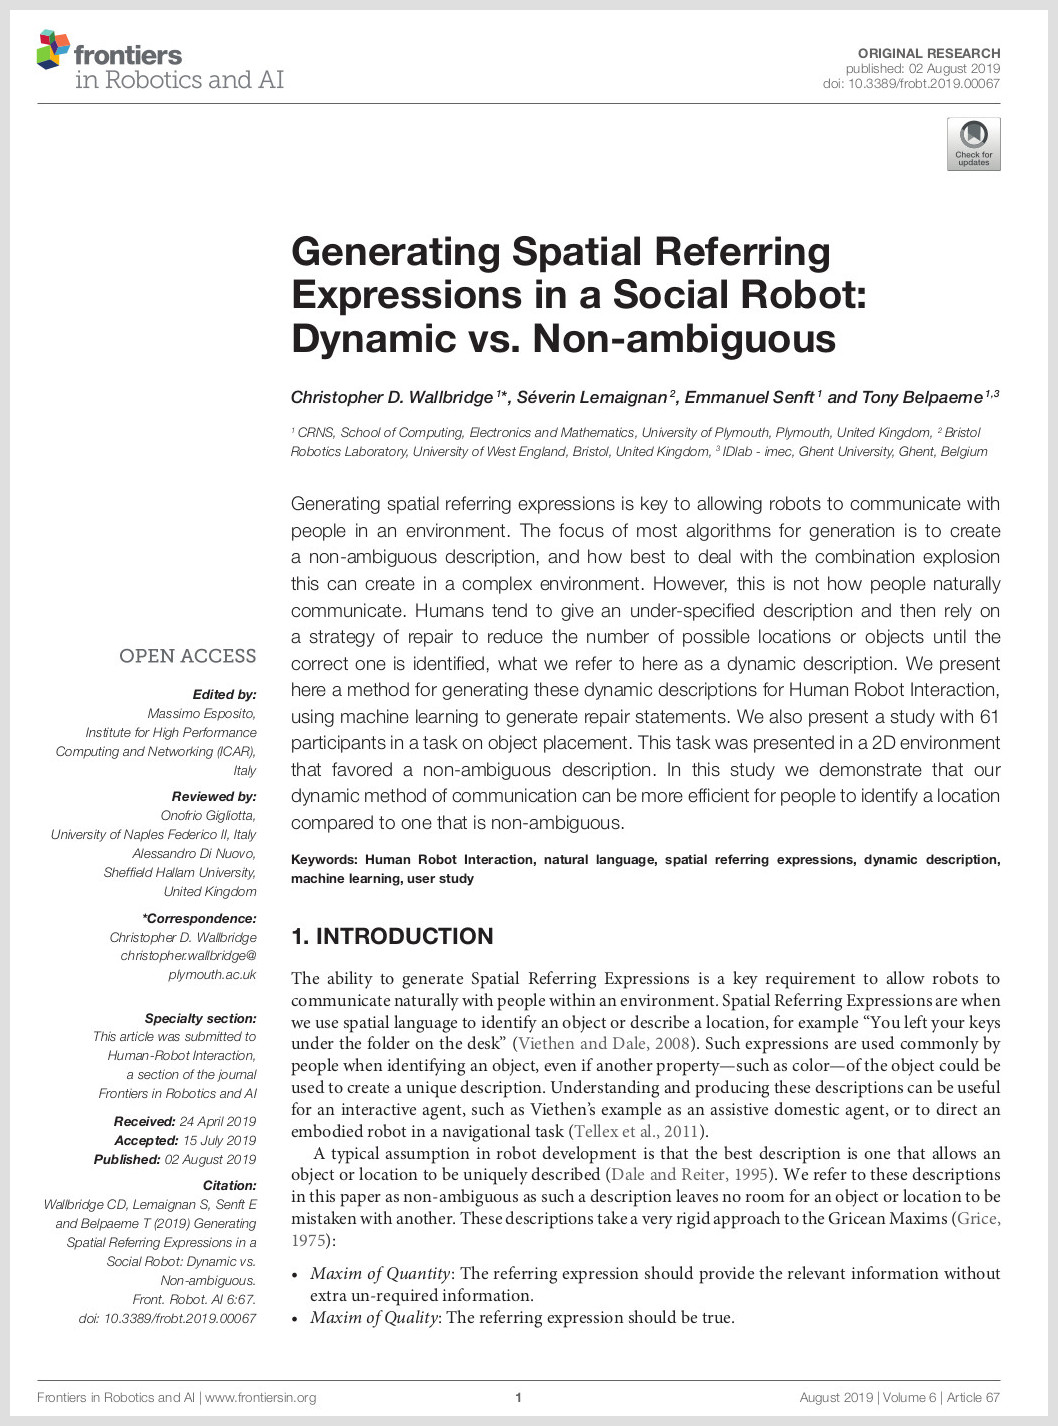 frontiers
in Robotics and AI
ORIGINAL RESEARCH
published: 02 August 2019
doi: 10.3389/frobt.2019.00067
Check for
updates
Generating Spatial Referring
Expressions in a Social Robot:
Dynamic vs. Non-ambiguous
Christopher D. Wallbridge 1*, Séverin Lemaignan 2, Emmanuel Senft 1 and Tony Belpaeme 1,3
1 CRNS, School of Computing, Electronics and Mathematics, University of Plymouth, Plymouth, United Kingdom, 2 Bristol
Robotics Laboratory, University of West England, Bristol, United Kingdom, 3 IDlab - imec, Ghent University, Ghent, Belgium
Generating spatial referring expressions is key to allowing robots to communicate with
people in an environment. The focus of most algorithms for generation is to create
a non-ambiguous description, and how best to deal with the combination explosion
this can create in a complex environment. However, this is not how people naturally
communicate. Humans tend to give an under-specified description and then rely on
a strategy of repair to reduce the number of possible locations or objects until the
correct one is identified, what we refer to here as a dynamic description. We present
here a method for generating these dynamic descriptions for Human Robot Interaction,
using machine learning to generate repair statements. We also present a study with 61
participants in a task on object placement. This task was presented in a 2D environment
that favored a non-ambiguous description. In this study we demonstrate that our
dynamic method of communication can be more efficient for people to identify a location
compared to one that is non-ambiguous.
Keywords: Human Robot Interaction, natural language, spatial referring expressions, dynamic description,
machine learning, user study
OPEN ACCESS
Edited by:
Massimo Esposito,
Institute for High Performance
Computing and Networking (ICAR),
Italy
Reviewed by:
Onofrio Gigliotta,
University of Naples Federico II, Italy
Alessandro Di Nuovo,
Sheffield Hallam University,
United Kingdom
*Correspondence:
Christopher D. Wallbridge
christopher.wallbridge@
plymouth.ac.uk
Specialty section:
This article was submitted to
Human-Robot Interaction,
a section of the journal
Frontiers in Robotics and AI
Received: 24 April 2019
Accepted: 15 July 2019
Published: 02 August 2019
Citation:
Wallbridge CD, Lemaignan S, Senft E
and Belpaeme T (2019) Generating
Spatial Referring Expressions in a
Social Robot: Dynamic vs.
Non-ambiguous.
Front. Robot. AI 6:67.
doi: 10.3389/frobt.2019.00067
1. INTRODUCTION
The ability to generate Spatial Referring Expressions is a key requirement to allow robots to
communicate naturally with people within an environment. Spatial Referring Expressions are when
we use spatial language to identify an object or describe a location, for example “You left your keys
under the folder on the desk” (Viethen and Dale, 2008). Such expressions are used commonly by
people when identifying an object, even if another property—such as color—of the object could be
used to create a unique description. Understanding and producing these descriptions can be useful
for an interactive agent, such as Viethen’s example as an assistive domestic agent, or to direct an
embodied robot in a navigational task (Tellex et al., 2011).
A typical assumption in robot development is that the best description is one that allows an
object or location to be uniquely described (Dale and Reiter, 1995). We refer to these descriptions
in this paper as non-ambiguous as such a description leaves no room for an object or location to be
mistaken with another. These descriptions take a very rigid approach to the Gricean Maxims (Grice,
1975):
• Maxim of Quantity: The referring expression should provide the relevant information without
extra un-required information.
• Maxim of Quality: The referring expression should be true.
Frontiers in Robotics and AI | www.frontiersin.org
1
August 2019 | Volume 6 | Article 67